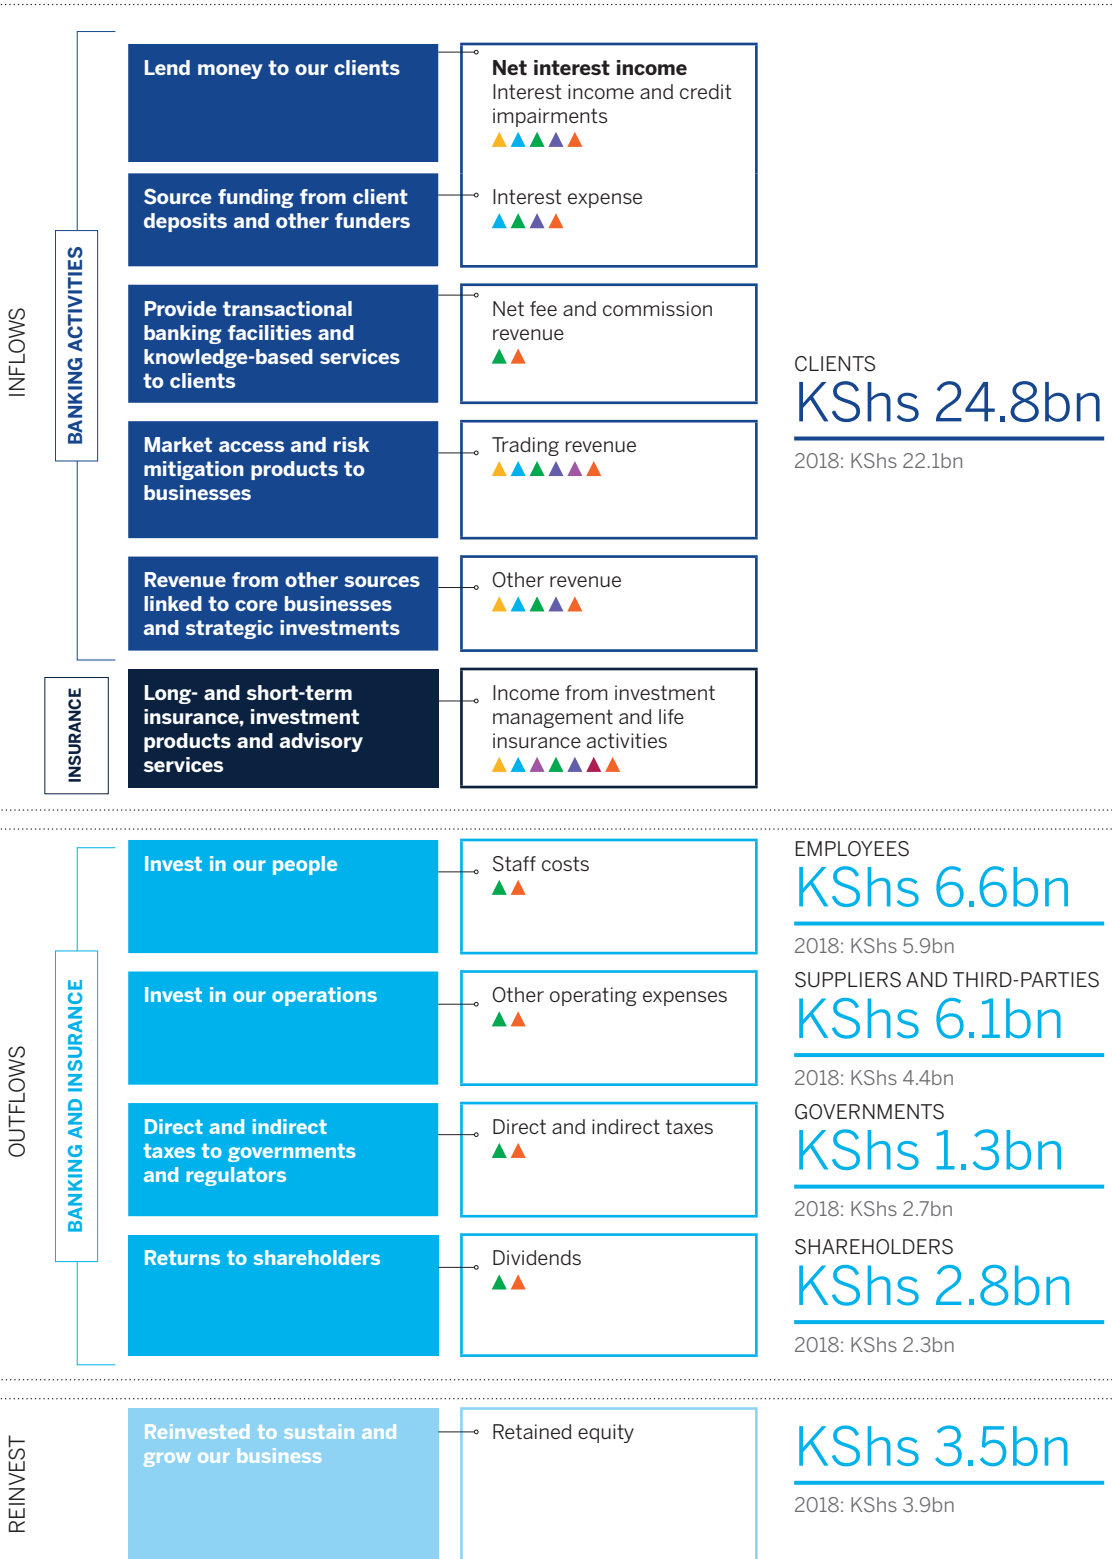 INFLOWS
BANKING ACTIVITIES
Lend money to our clients
Net interest income
Interest income and credit
impairments
Source funding from client
deposits and other funders
Interest expense
Provide transactional
banking facilities and
knowledge-based services
to clients
Net fee and commission
revenue
Market access and risk
mitigation products to
businesses
Trading revenue
Revenue from other sources
linked to core businesses
and strategic investments
Other revenue
INSURANCE
Long- and short-term
insurance, investment
products and advisory
services
Income from investment
management and life
insurance activities
CLIENTS
KShs 24.8bn
2018: KShs 22.1bn
OUTFLOWS
BANKING AND INSURANCE
Invest in our people
Staff costs
EMPLOYEES
KShs 6.6bn
2018: KShs 5.9bn
Invest in our operations
Other operating expenses
SUPPLIERS AND THIRD-PARTIES
KShs 6.1bn
2018: KShs 4.4bn
Direct and indirect
taxes to governments
and regulators
Direct and indirect taxes
GOVERNMENTS
KShs 1.3bn
2018: KShs 2.7bn
Returns to shareholders
Dividends
SHAREHOLDERS
KShs 2.8bn
2018: KShs 2.3bn
REINVEST
Reinvested to sustain and
grow our business
Retained equity
KShs 3.5bn
2018: KShs 3.9bn